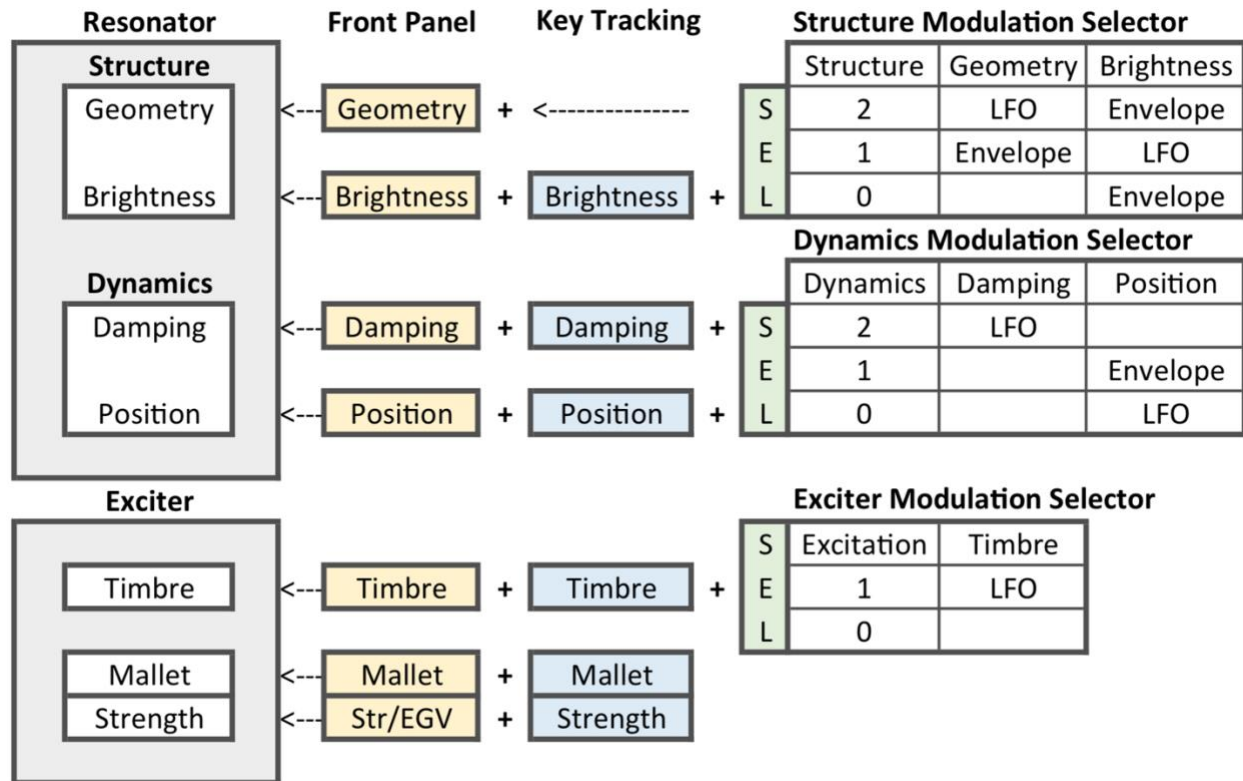 Resonator Front Panel Key Tracking Structure Modulation Selector
Structure Structure Geometry Brightness
Geometry <--- Geometry + <-------------- S 2 LFO Envelope
E 1 Envelope LFO
Brightness <--- Brightness + Brightness + L 0 Envelope
Dynamics Modulation Selector
Dynamics Dynamics Damping Position
Damping <--- Damping + Damping + S 2 LFO
E 1 Envelope
Position <--- Position + Position + L 0 LFO
Exciter Exciter Modulation Selector
S Excitation Timbre
Timbre <--- Timbre + Timbre + E 1 LFO
L 0
Mallet <--- Mallet + Mallet
Strength <--- Str/EGV + Strength